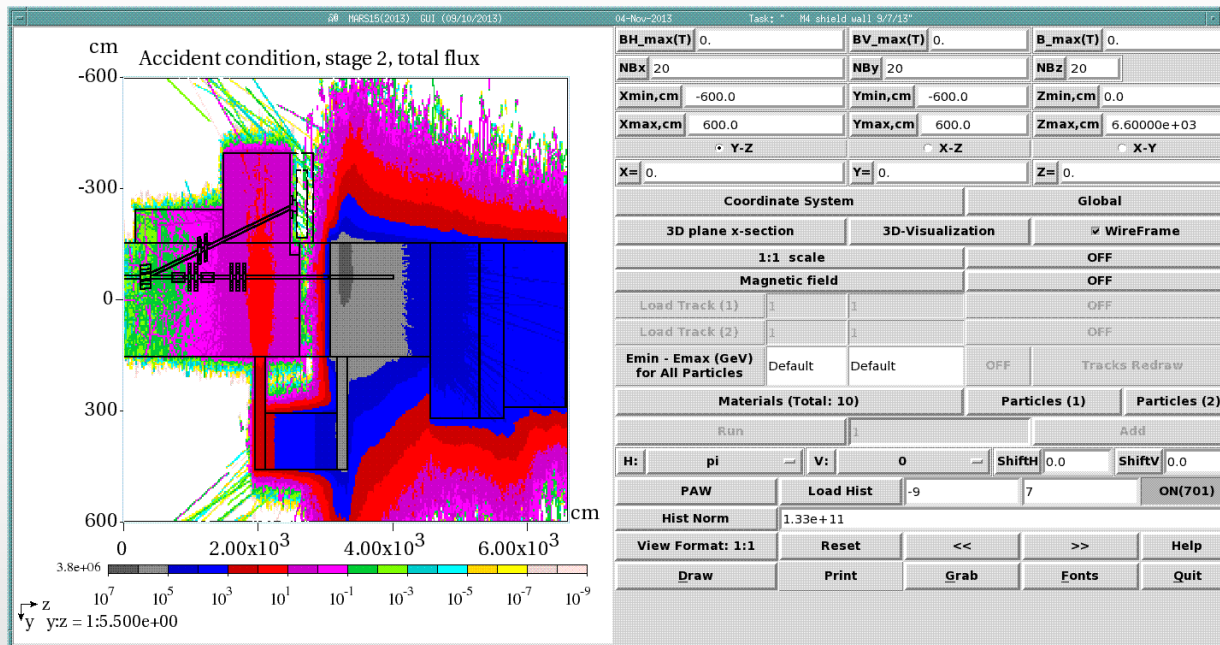 MARS15(2013) GUI (09/10/2013) 04-Nov-2013 Task: " M4 shield wall 9/7/13"
cm
Accident condition, stage 2, total flux
-600
-300
0
300
600
cm
0 2.00x10³ 4.00x10³ 6.00x10³
3.8e+06
10⁷ 10⁵ 10³ 10¹ 10⁻¹ 10⁻³ 10⁻⁵ 10⁻⁷ 10⁻⁹
z
y y:z = 1:5.500e+00
BH_max(T) 0. BV_max(T) 0. B_max(T) 0.
NBx 20 NBy 20 NBz 20
Xmin,cm -600.0 Ymin,cm -600.0 Zmin,cm 0.0
Xmax,cm 600.0 Ymax,cm 600.0 Zmax,cm 6.60000e+03
Y-Z X-Z X-Y
X= 0. Y= 0. Z= 0.
Coordinate System Global
3D plane x-section 3D-Visualization WireFrame
1:1 scale OFF
Magnetic field OFF
Load Track (1) 1 1 OFF
Load Track (2) 1 1 OFF
Emin - Emax (GeV)
for All Particles Default Default OFF Tracks Redraw
Materials (Total: 10) Particles (1) Particles (2)
Run 1 Add
H: pi V: 0 ShiftH 0.0 ShiftV 0.0
PAW Load Hist -9 7 ON(701)
Hist Norm 1.33e+11
View Format: 1:1 Reset << >> Help
Draw Print Grab Fonts Quit